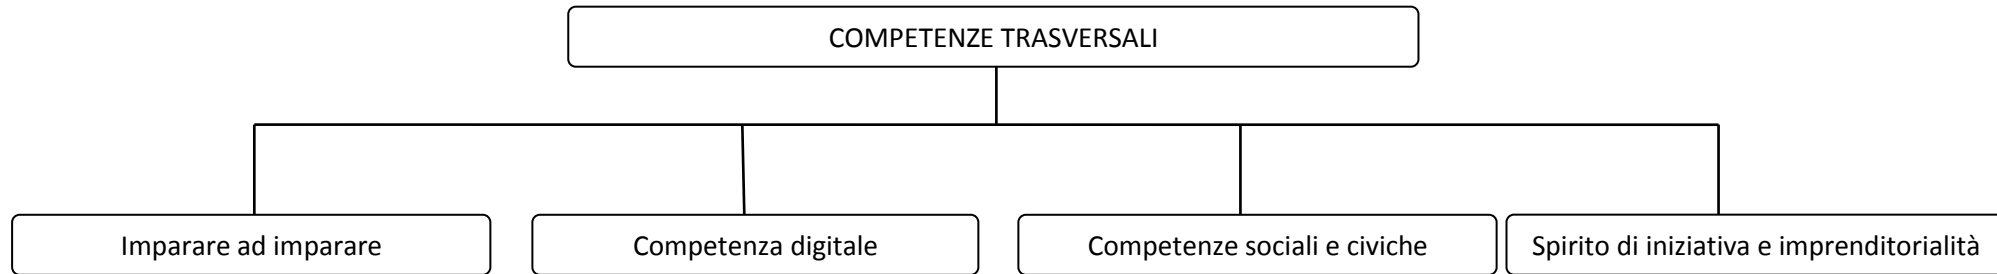 COMPETENZE TRASVERSALI
Imparare ad imparare
Competenza digitale
Competenze sociali e civiche
Spirito di iniziativa e imprenditorialità